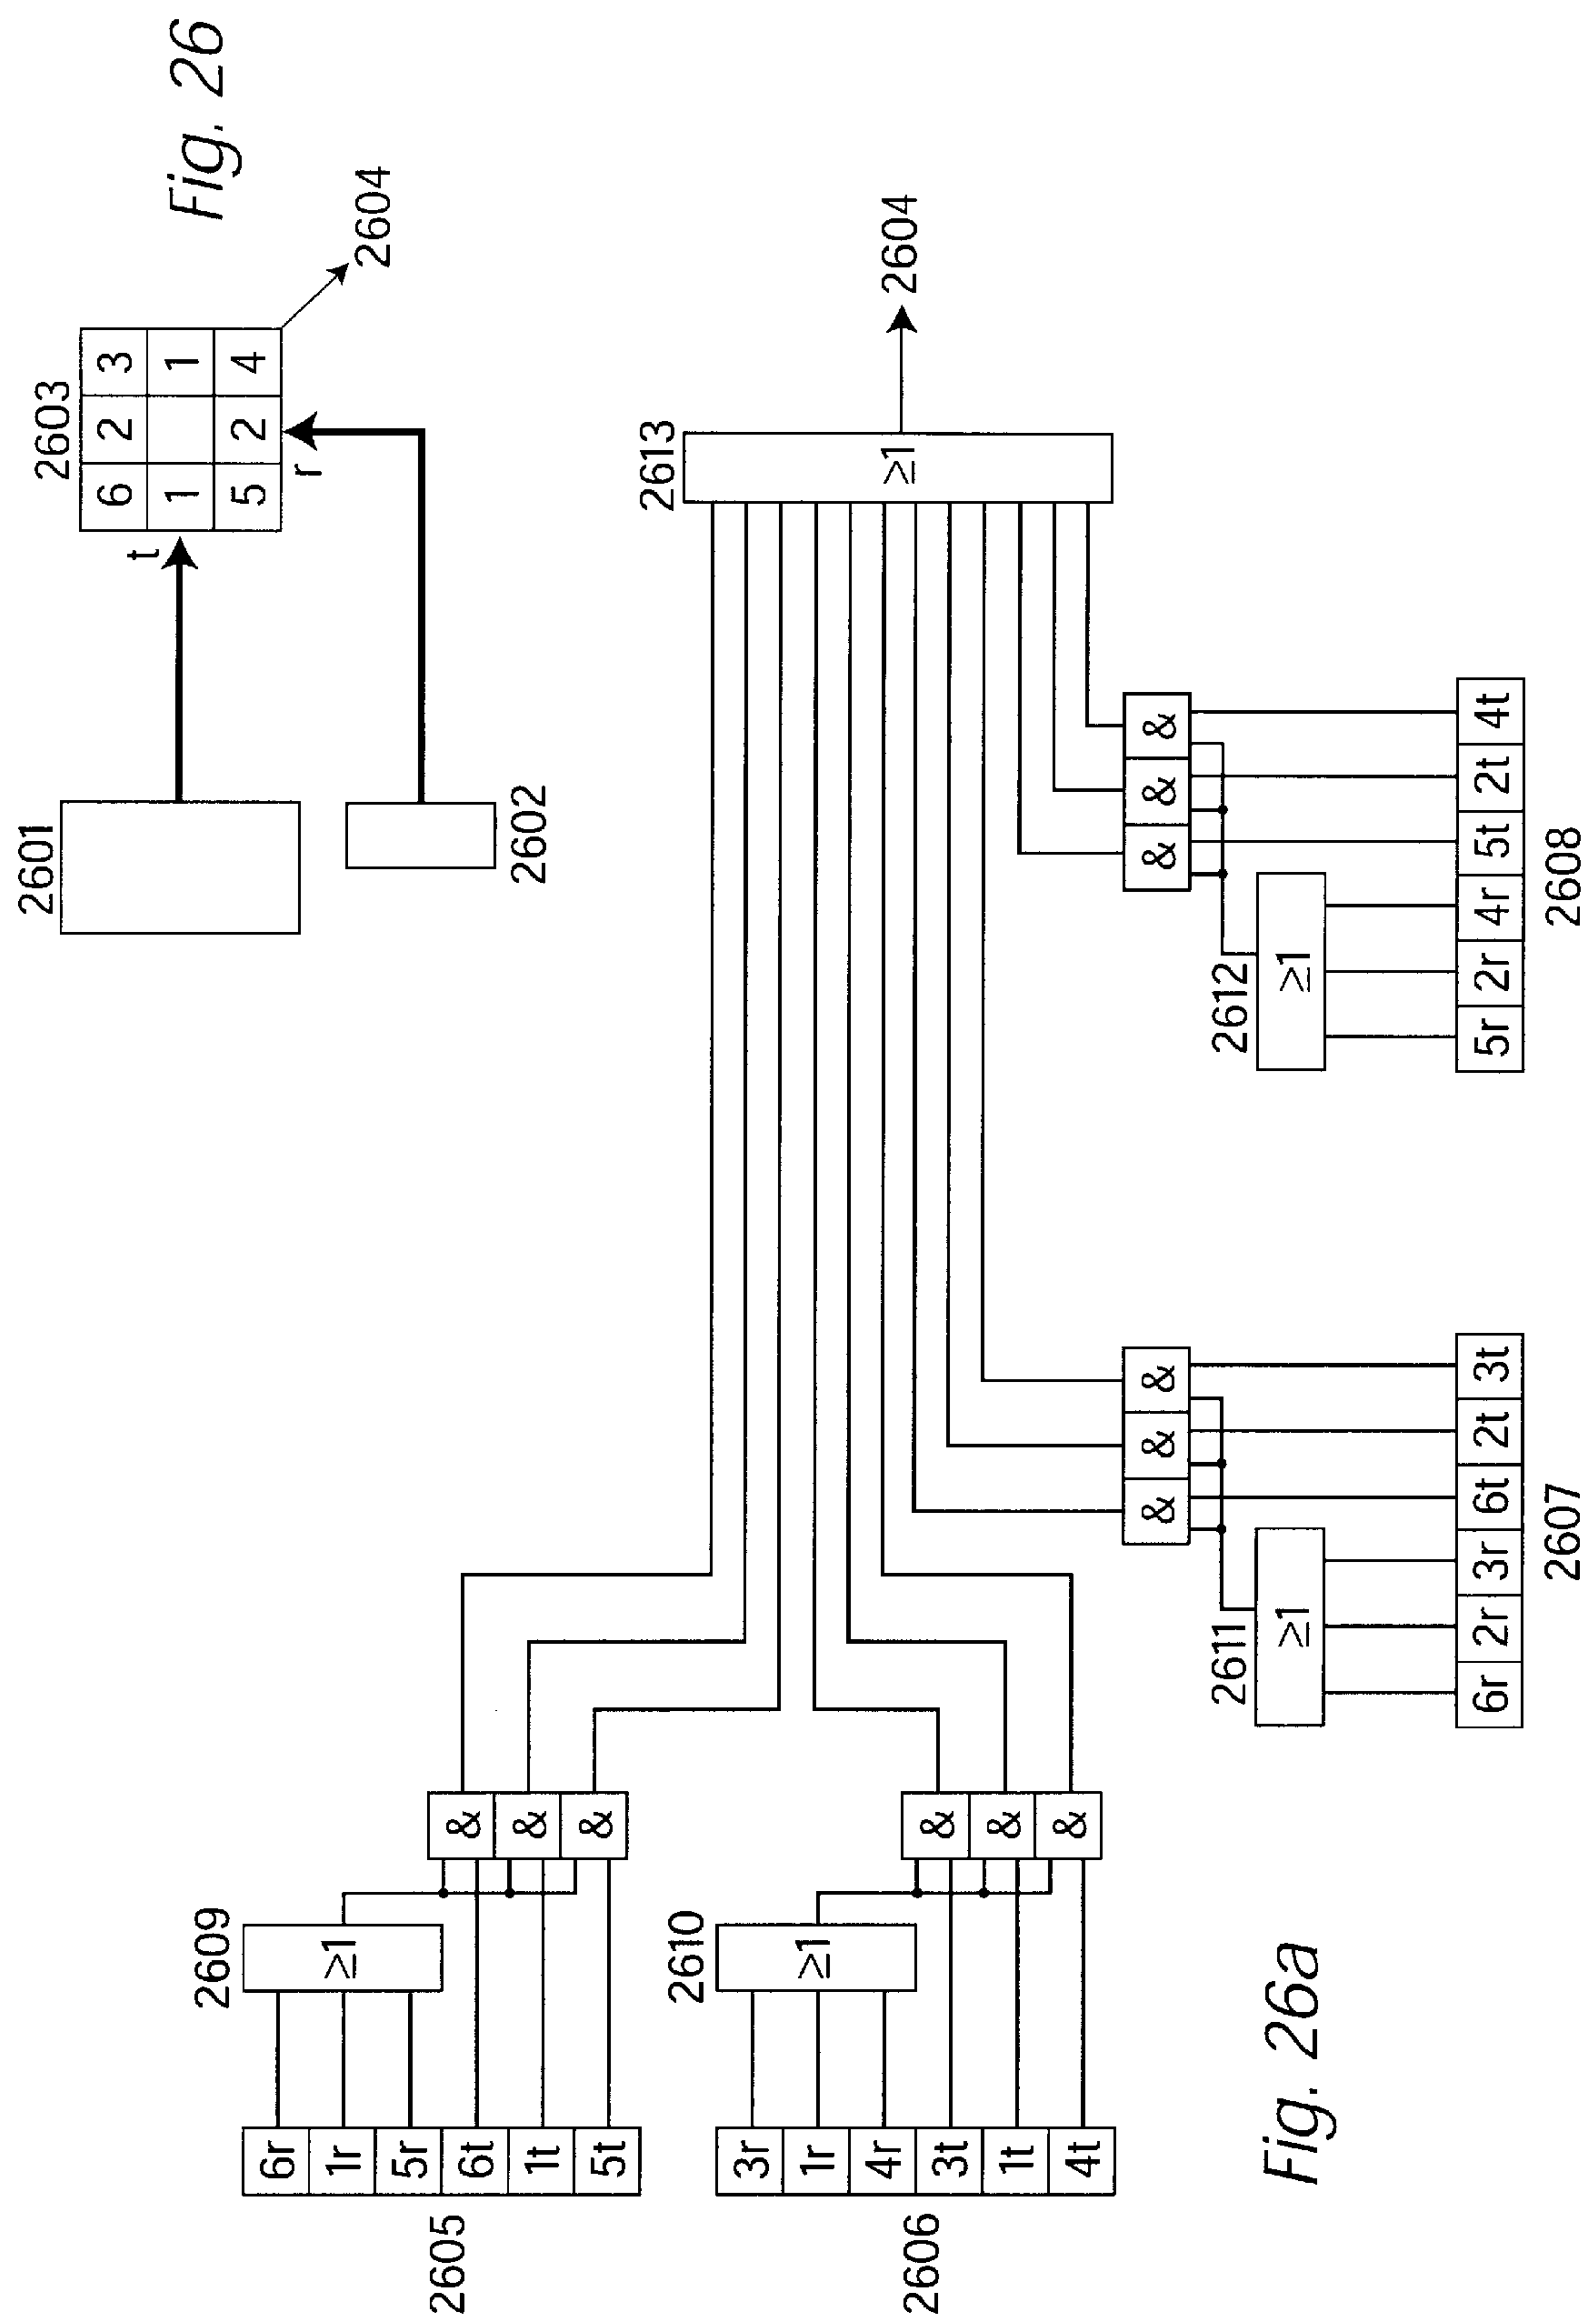 Fig. 26
2601
2602
2603
6 2 3
1 1
5 2 4
t
r
2604
2605
6r
1r
5r
6t
1t
5t
2609
≥1
&
&
&
2606
3r
1r
4r
3t
1t
4t
2610
≥1
&
&
&
2613
≥1
2604
&
&
&
2611
≥1
6r 2r 3r 6t 2t 3t
2607
&
&
&
2612
≥1
5r 2r 4r 5t 2t 4t
2608
Fig. 26a